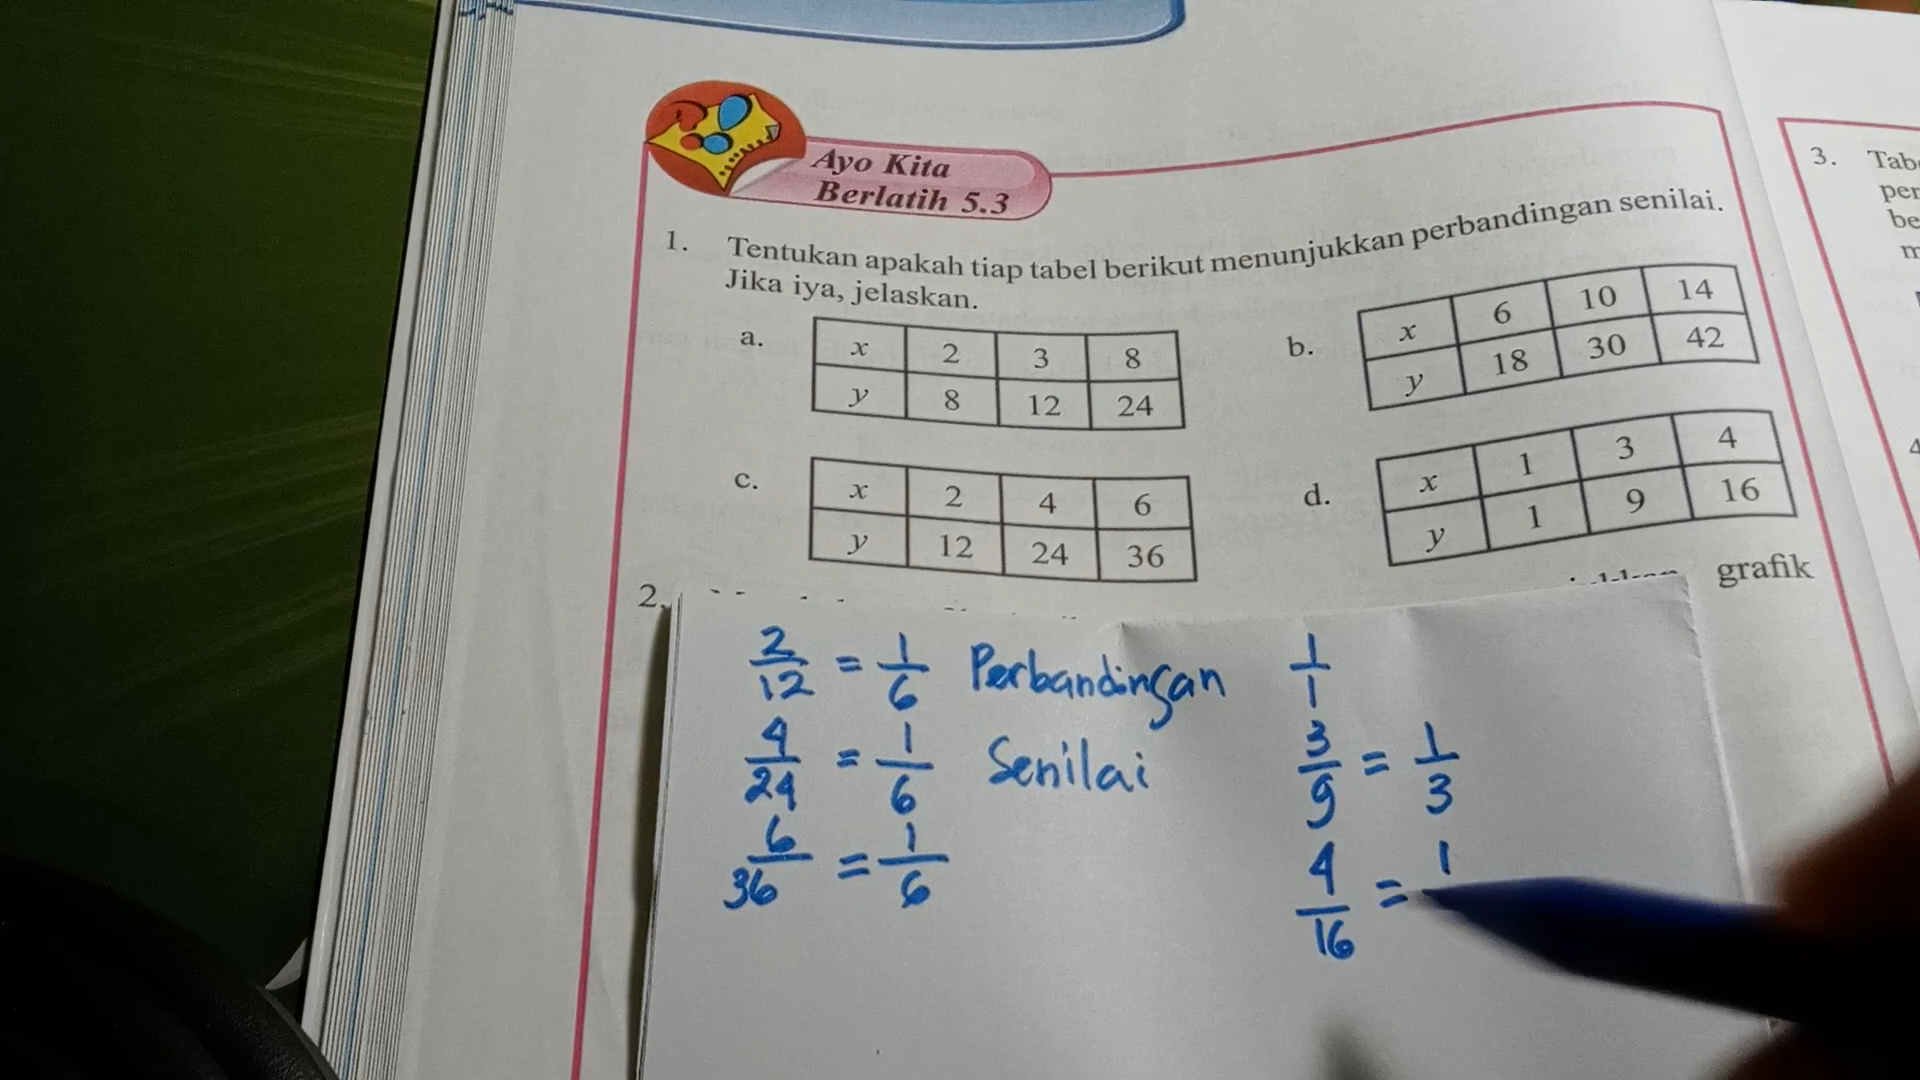 Ayo Kita
Berlatih 5.3
1. Tentukan apakah tiap tabel berikut menunjukkan perbandingan senilai.
Jika iya, jelaskan.
a.
x 2 3 8
y 8 12 24
b.
x 6 10 14
y 18 30 42
c.
x 2 4 6
y 12 24 36
d.
x 1 3 4
y 1 9 16
2.
grafik
2/12 = 1/6 Perbandingan
4/24 = 1/6 Senilai
6/36 = 1/6
1/1
3/9 = 1/3
4/16 = 1
3. Tab
per
be
m
4